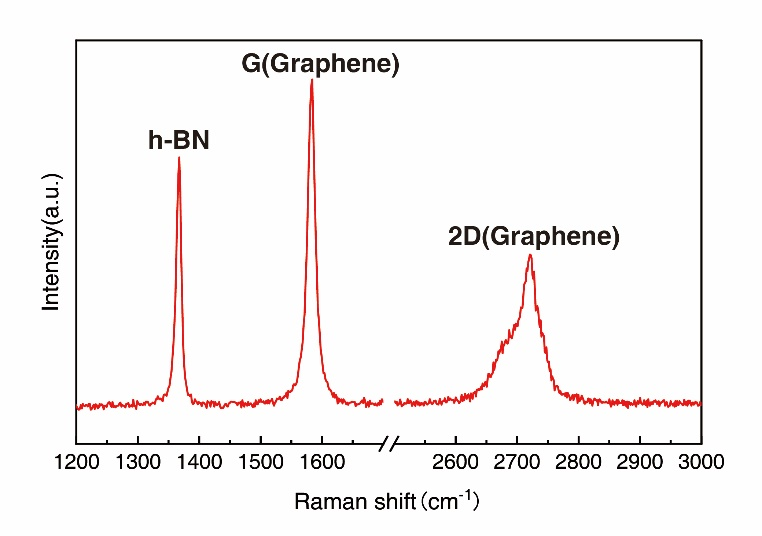 G(Graphene)
h-BN
2D(Graphene)
Intensity(a.u.)
1200 1300 1400 1500 1600 2600 2700 2800 2900 3000
Raman shift(cm⁻¹)